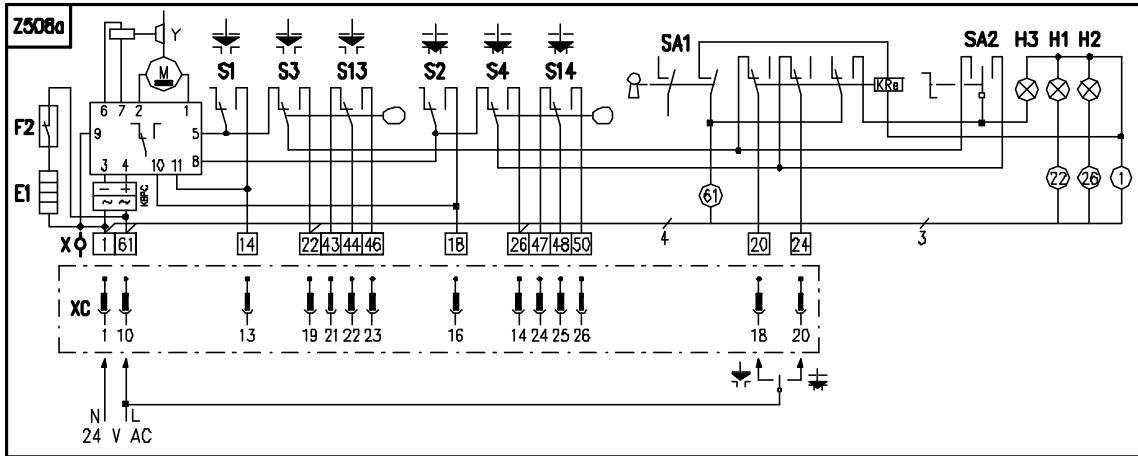 Z508a
Y
M
S1 S3 S13 S2 S4 S14
SA1
SA2 H3 H1 H2
KRe
6 7 2 1
F2
9 5
8
3 4 10 11
E1
KBPC
61 22 26 1
4 3
X
1 61 14 22 43 44 46 18 26 47 48 50 20 24
XC
1 10 13 19 21 22 23 16 14 24 25 26 18 20
N L
24 V AC